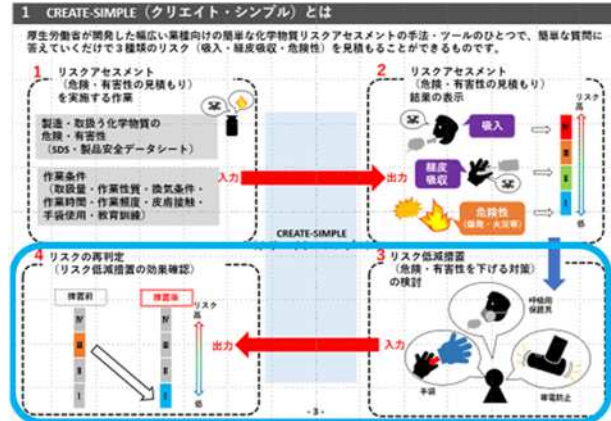 1 CREATE-SIMPLE（クリエイト・シンプル）とは
厚生労働省が開発した幅広い業種向けの簡単な化学物質リスクアセスメントの手法・ツールのひとつで、簡単な質問に
答えていくだけで３種類のリスク（吸入・経皮吸収・危険性）を見積もることができるものです。
1 リスクアセスメント
（危険・有害性の見積もり）
を実施する作業
製造・取扱う化学物質の
危険・有害性
（SDS・製品安全データシート）
作業条件
（取扱量・作業性質・換気条件・
作業時間・作業頻度・皮膚接触・
手袋使用・教育訓練）
入力
CREATE-SIMPLE
出力
2 リスクアセスメント
（危険・有害性の見積もり）
結果の表示
吸入
経皮
吸収
危険性
（爆発・火災等）
リスク
高
Ⅳ
Ⅲ
Ⅱ
Ⅰ
低
3 リスク低減措置
（危険・有害性を下げる対策）
の検討
呼吸用
保護具
手袋
帯電防止
入力
出力
4 リスクの再判定
（リスク低減措置の効果確認）
措置前
措置後
リスク
高
Ⅳ
Ⅲ
Ⅱ
Ⅰ
Ⅳ
Ⅲ
Ⅱ
Ⅰ
低
- 3 -